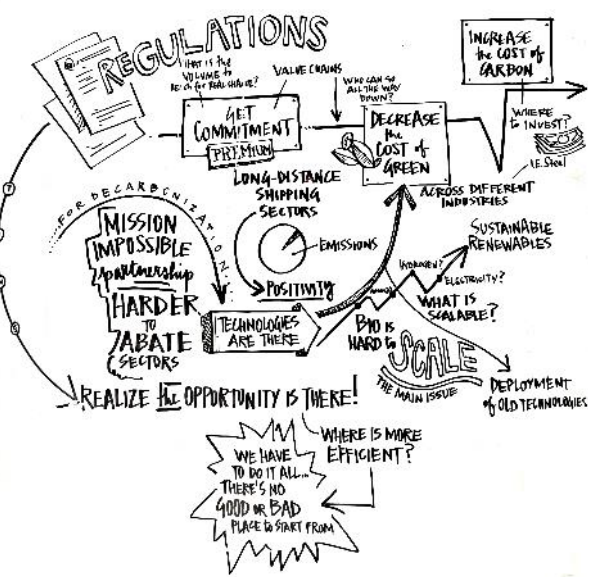 REGULATIONS
WHAT IS the
VOLUME to
REACH for REAL CHANGE?
VALUE CHAINS
WHO CAN GO
ALL THE WAY
DOWN?
INCREASE
the COST of
CARBON
GET
COMMITMENT
PREMIUM
DECREASE
the
COST of
GREEN
WHERE
to INVEST?
I.E. Steel
LONG-DISTANCE
SHIPPING
SECTORS
ACROSS DIFFERENT
INDUSTRIES
...FOR DECARBONIZATION...
MISSION
IMPOSSIBLE
partnership
HARDER
TO
ABATE
SECTORS
EMISSIONS
POSITIVITY
TECHNOLOGIES
ARE THERE
SUSTAINABLE
RENEWABLES
HYDROGEN?
ELECTRICITY?
WHAT IS
SCALABLE?
BIO IS
HARD to
SCALE
THE MAIN ISSUE
DEPLOYMENT
of OLD TECHNOLOGIES
REALIZE the OPPORTUNITY IS THERE!
WHERE IS MORE
EFFICIENT?
WE HAVE
TO DO IT ALL...
THERE'S NO
GOOD OR BAD
PLACE to START FROM